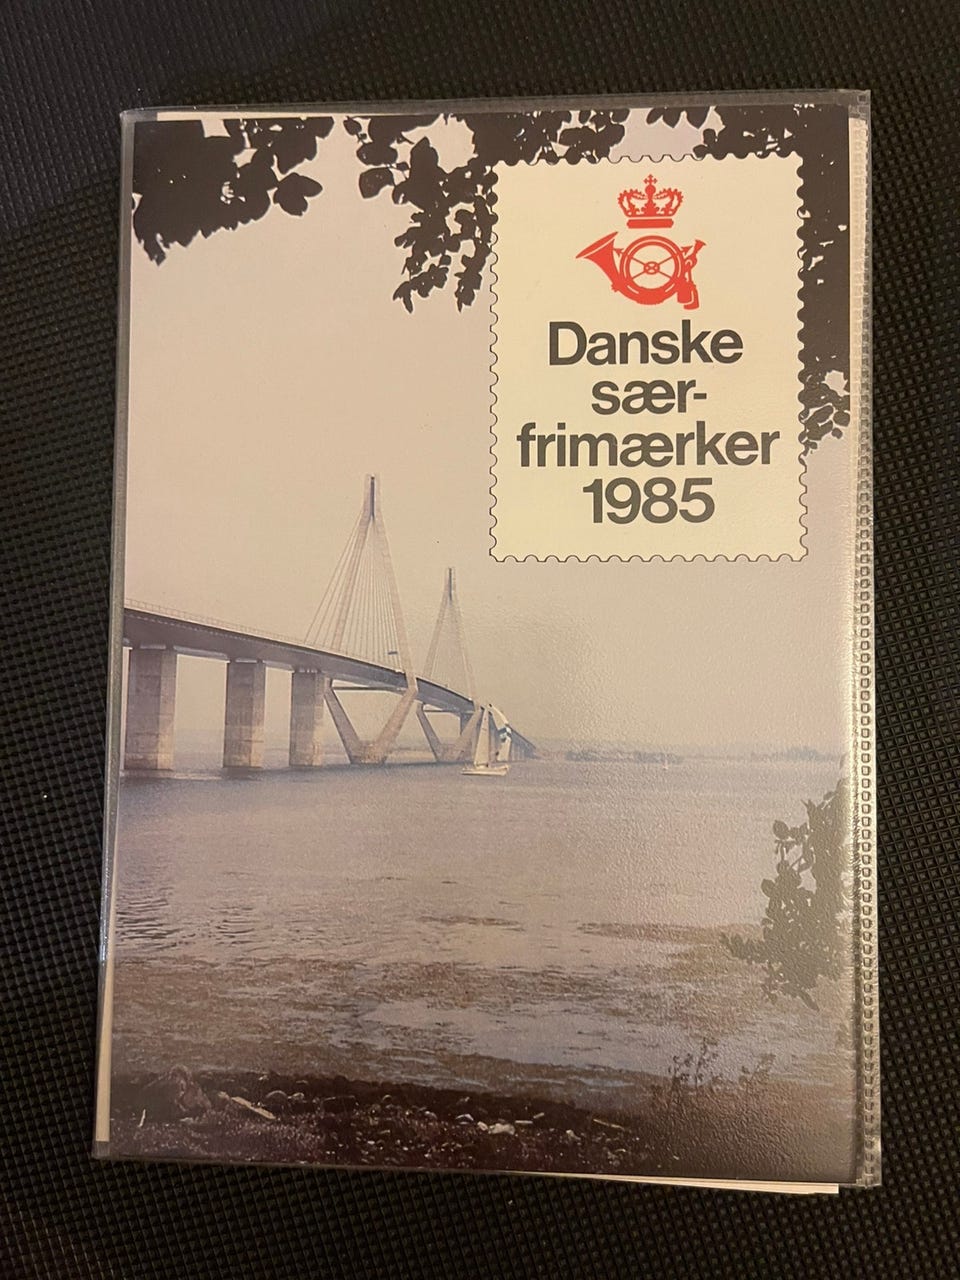 Danske
sær-
frimærker
1985